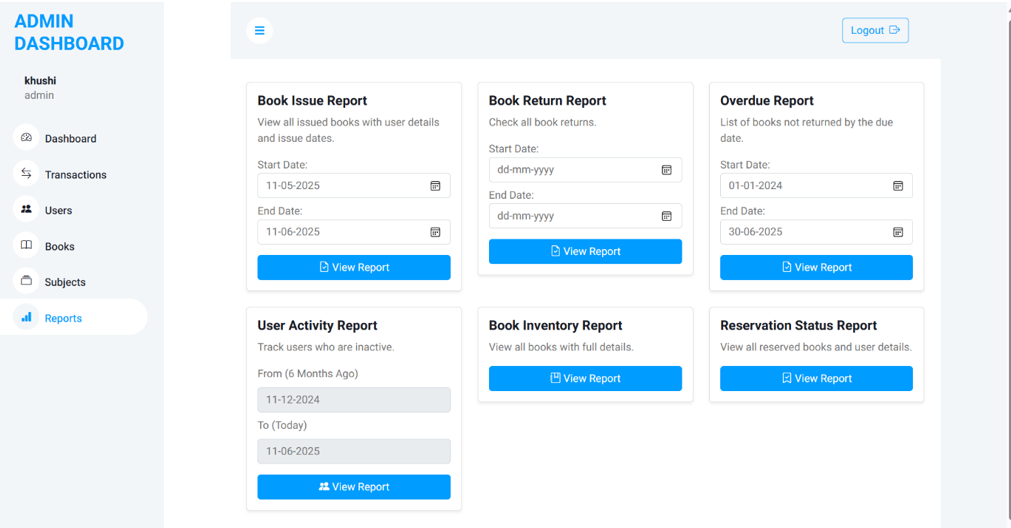 ADMIN
DASHBOARD
khushi
admin
Dashboard
Transactions
Users
Books
Subjects
Reports
Logout
Book Issue Report
View all issued books with user details
and issue dates.
Start Date:
11-05-2025
End Date:
11-06-2025
View Report
Book Return Report
Check all book returns.
Start Date:
dd-mm-yyyy
End Date:
dd-mm-yyyy
View Report
Overdue Report
List of books not returned by the due
date.
Start Date:
01-01-2024
End Date:
30-06-2025
View Report
User Activity Report
Track users who are inactive.
From (6 Months Ago)
11-12-2024
To (Today)
11-06-2025
View Report
Book Inventory Report
View all books with full details.
View Report
Reservation Status Report
View all reserved books and user details.
View Report